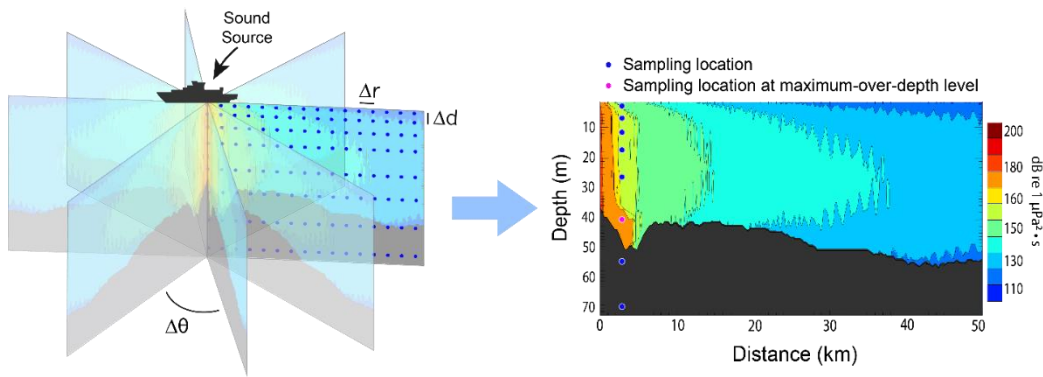 Sound
Source
Δr
Δd
Δθ
Sampling location
Sampling location at maximum-over-depth level
Depth (m)
10
20
30
40
50
60
70
0
10
20
30
40
50
Distance (km)
200
180
170
160
150
140
130
110
dB re 1 µPa²• s